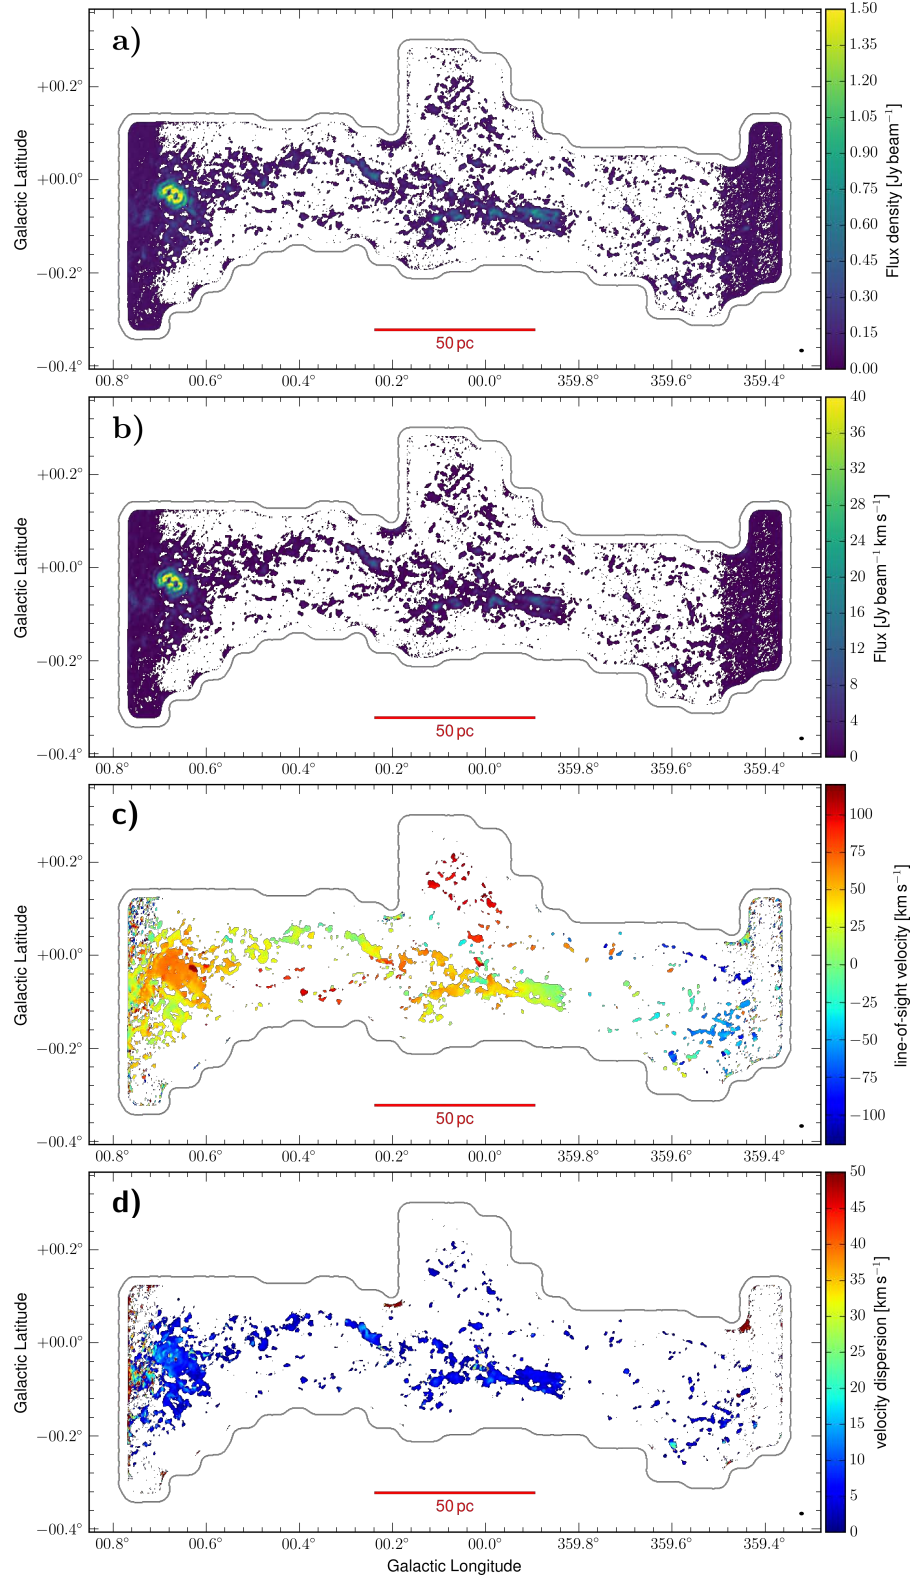 a)
+00.2°
+00.0°
−00.2°
−00.4°
Galactic Latitude
00.8° 00.6° 00.4° 00.2° 00.0° 359.8° 359.6° 359.4°
50 pc
1.50
1.35
1.20
1.05
0.90
0.75
0.60
0.45
0.30
0.15
0.00
Flux density [Jy beam⁻¹]
b)
+00.2°
+00.0°
−00.2°
−00.4°
Galactic Latitude
00.8° 00.6° 00.4° 00.2° 00.0° 359.8° 359.6° 359.4°
50 pc
40
36
32
28
24
20
16
12
8
4
0
Flux [Jy beam⁻¹ km s⁻¹]
c)
+00.2°
+00.0°
−00.2°
−00.4°
Galactic Latitude
00.8° 00.6° 00.4° 00.2° 00.0° 359.8° 359.6° 359.4°
50 pc
100
75
50
25
0
−25
−50
−75
−100
line-of-sight velocity [km s⁻¹]
d)
+00.2°
+00.0°
−00.2°
−00.4°
Galactic Latitude
00.8° 00.6° 00.4° 00.2° 00.0° 359.8° 359.6° 359.4°
50 pc
50
45
40
35
30
25
20
15
10
5
0
velocity dispersion [km s⁻¹]
Galactic Longitude